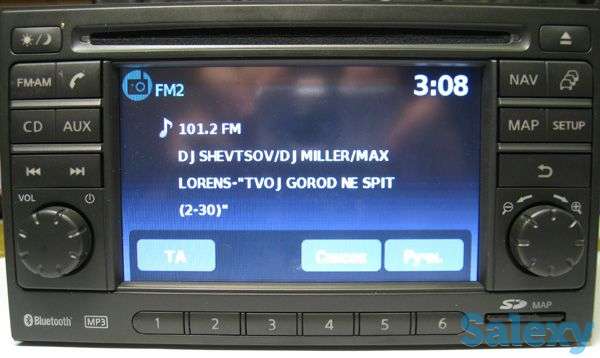 FM2
3:08
FM·AM
NAV
CD
AUX
MAP
SETUP
101.2 FM
DJ SHEVTSOV/DJ MILLER/MAX
LORENS-"TVOJ GOROD NE SPIT
(2-30)"
VOL
TA
Список
Ручн.
Bluetooth
MP3
1
2
3
4
5
6
SD
MAP
Salexy